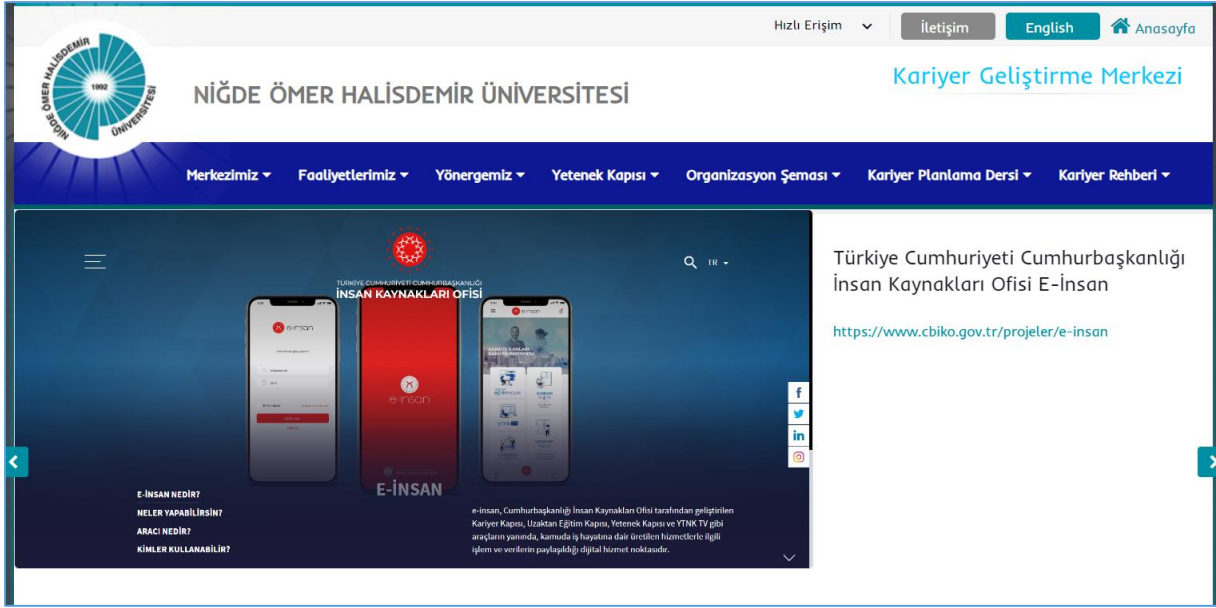 Hızlı Erişim
İletişim
English
Anasayfa
NİĞDE ÖMER HALİSDEMİR ÜNİVERSİTESİ
1992
NİĞDE ÖMER HALİSDEMİR ÜNİVERSİTESİ
Kariyer Geliştirme Merkezi
Merkezimiz
Faaliyetlerimiz
Yönergemiz
Yetenek Kapısı
Organizasyon Şeması
Kariyer Planlama Dersi
Kariyer Rehberi
TR
TÜRKİYE CUMHURİYETİ CUMHURBAŞKANLIĞI
İNSAN KAYNAKLARI OFİSİ
e-insan
e-insan
e-insan
E-İNSAN
E-İNSAN NEDİR?
NELER YAPABİLİRSİN?
ARACI NEDİR?
KİMLER KULLANABİLİR?
e-insan, Cumhurbaşkanlığı İnsan Kaynakları Ofisi tarafından geliştirilen
Kariyer Kapısı, Uzaktan Eğitim Kapısı, Yetenek Kapısı ve YTNK TV gibi
araçların yanında, kamuda iş hayatına dair üretilen hizmetlerle ilgili
işlem ve verilerin paylaşıldığı dijital hizmet noktasıdır.
Türkiye Cumhuriyeti Cumhurbaşkanlığı
İnsan Kaynakları Ofisi E-İnsan
https://www.cbiko.gov.tr/projeler/e-insan